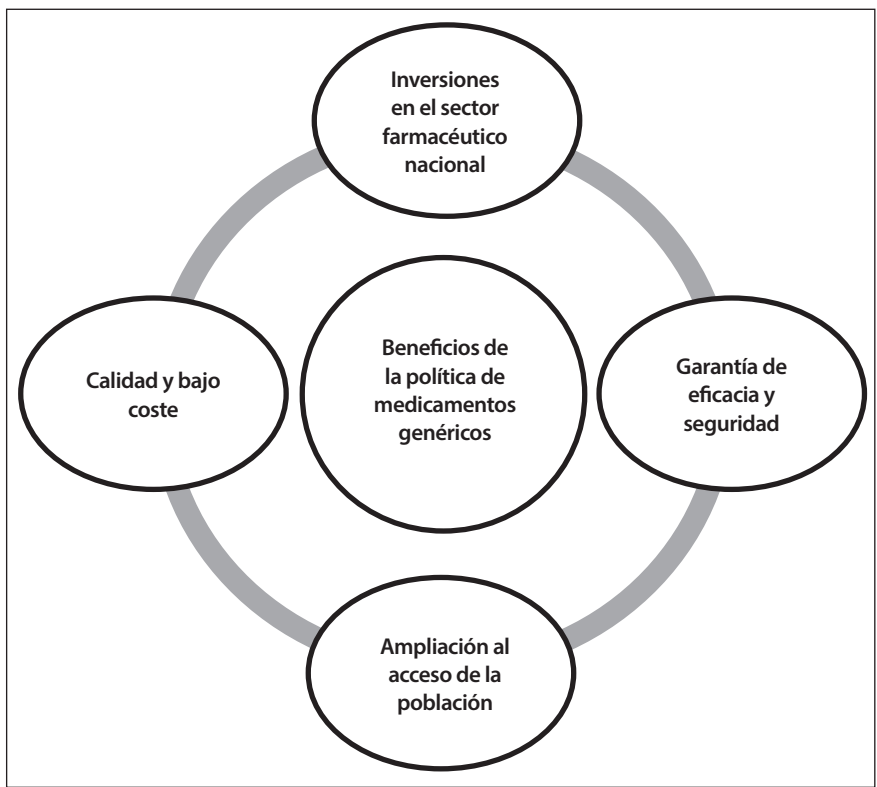 Inversiones
en el sector
farmacéutico
nacional
Calidad y bajo
coste
Beneficios de
la política de
medicamentos
genéricos
Garantía de
eficacia y
seguridad
Ampliación al
acceso de la
población